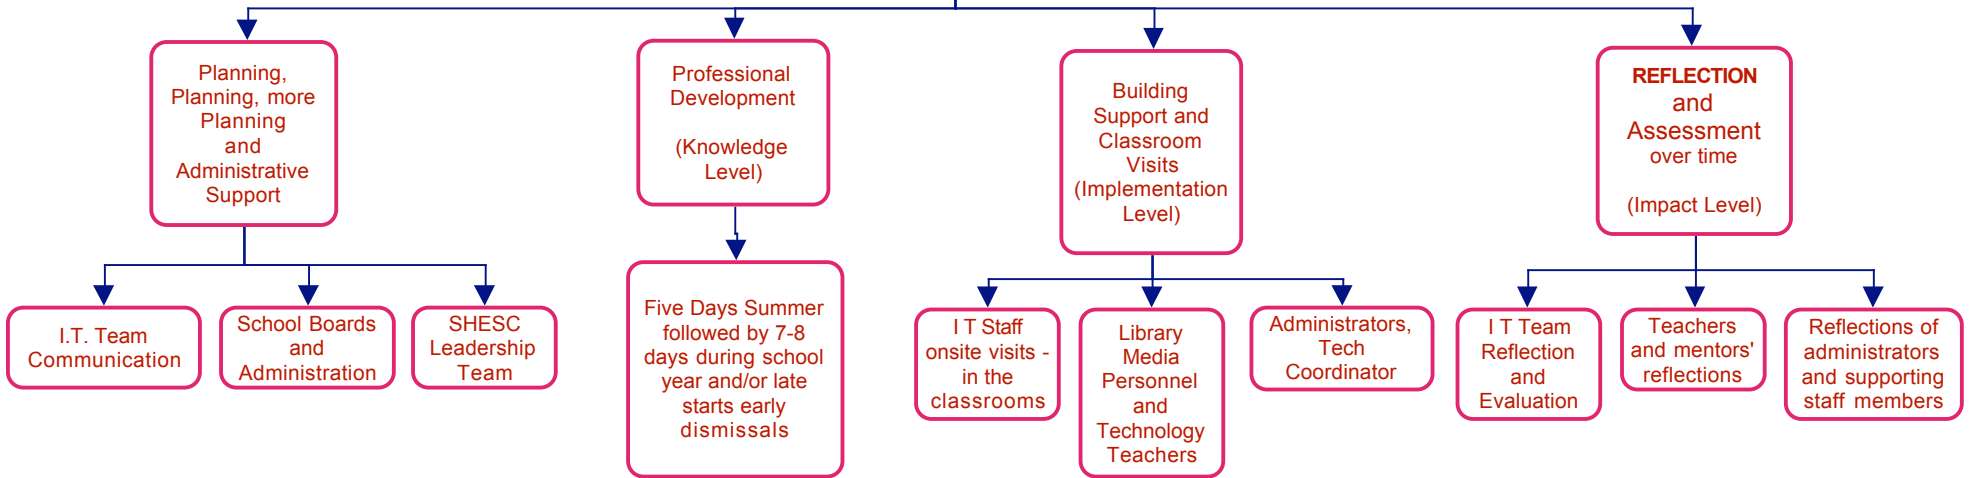 Planning,
Planning, more
Planning
and
Administrative
Support
Professional
Development
(Knowledge
Level)
Building
Support and
Classroom
Visits
(Implementation
Level)
REFLECTION
and
Assessment
over time
(Impact Level)
I.T. Team
Communication
School Boards
and
Administration
SHESC
Leadership
Team
Five Days Summer
followed by 7-8
days during school
year and/or late
starts early
dismissals
I T Staff
onsite visits -
in the
classrooms
Library
Media
Personnel
and
Technology
Teachers
Administrators,
Tech
Coordinator
I T Team
Reflection
and
Evaluation
Teachers
and mentors'
reflections
Reflections of
administrators
and supporting
staff members